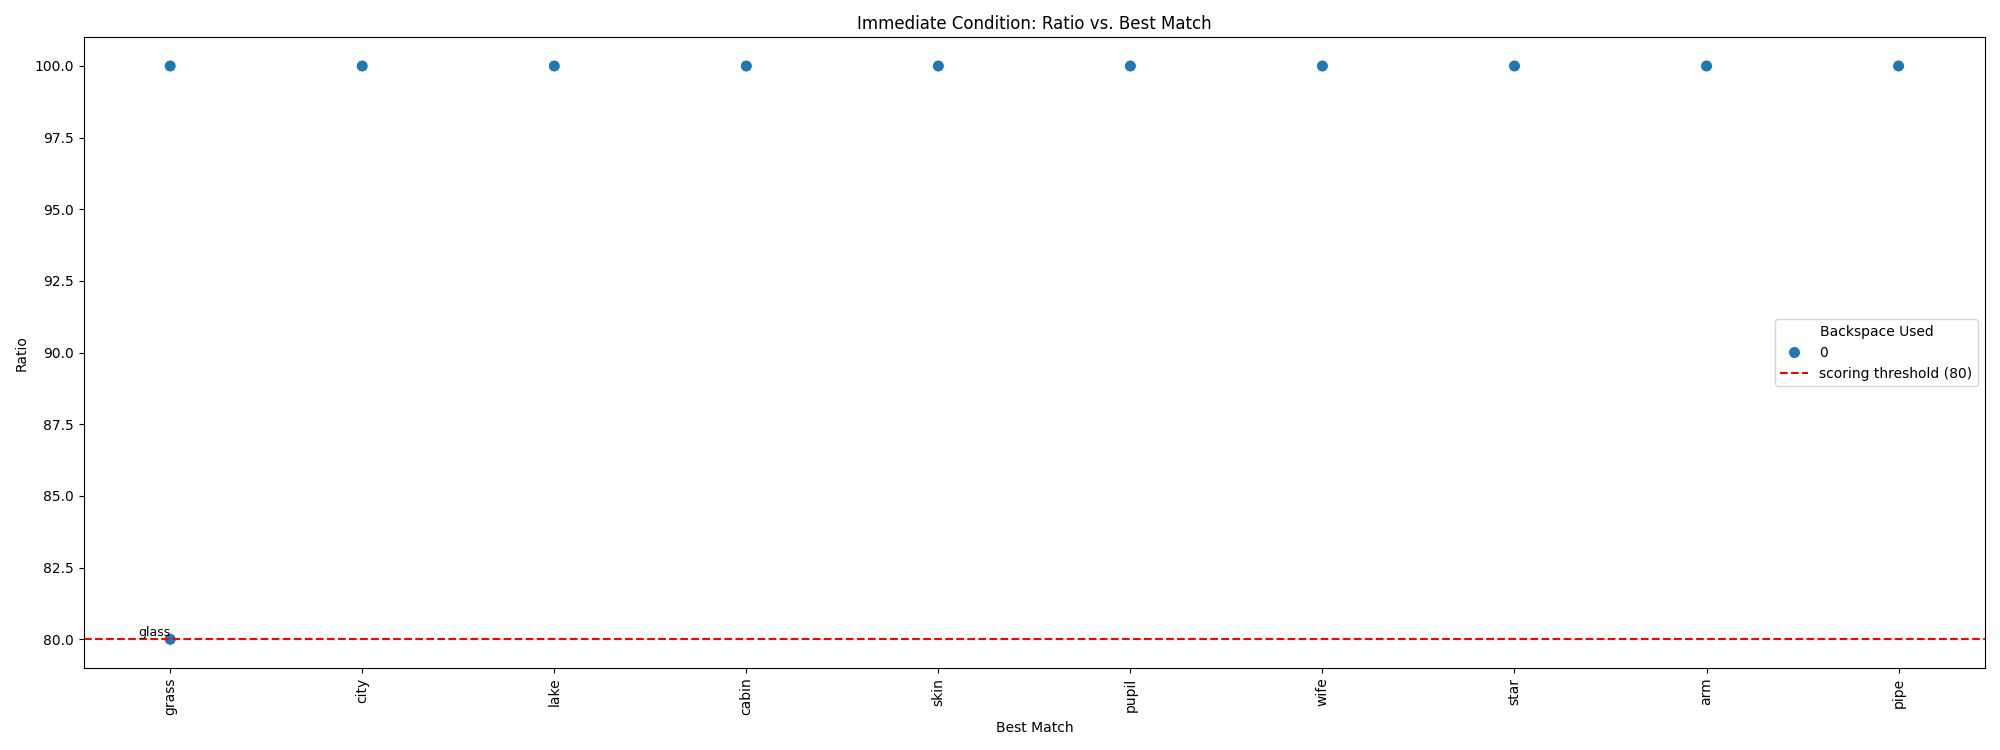 Immediate Condition: Ratio vs. Best Match
100.0
97.5
95.0
92.5
90.0
87.5
85.0
82.5
80.0
Ratio
glass
Backspace Used
0
scoring threshold (80)
grass
city
lake
cabin
skin
pupil
wife
star
arm
pipe
Best Match